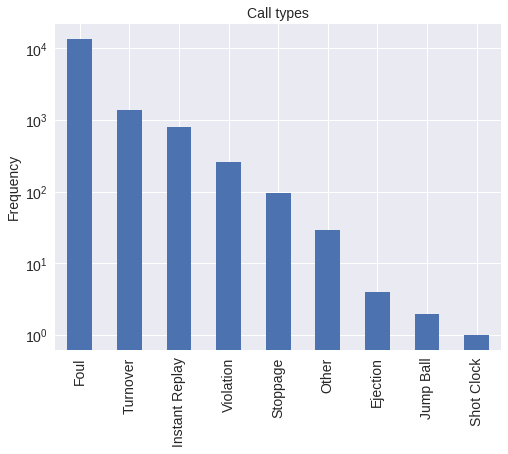 Call types
Frequency
10⁴
10³
10²
10¹
10⁰
Foul
Turnover
Instant Replay
Violation
Stoppage
Other
Ejection
Jump Ball
Shot Clock